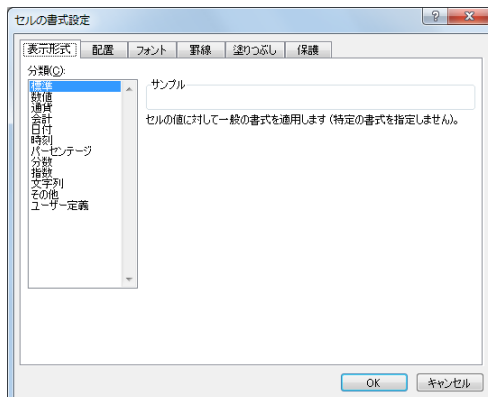 セルの書式設定
表示形式 配置 フォント 罫線 塗りつぶし 保護
分類(C):
標準
数値
通貨
会計
日付
時刻
パーセンテージ
分数
指数
文字列
その他
ユーザー定義
サンプル
セルの値に対して一般の書式を適用します (特定の書式を指定しません)。
OK キャンセル